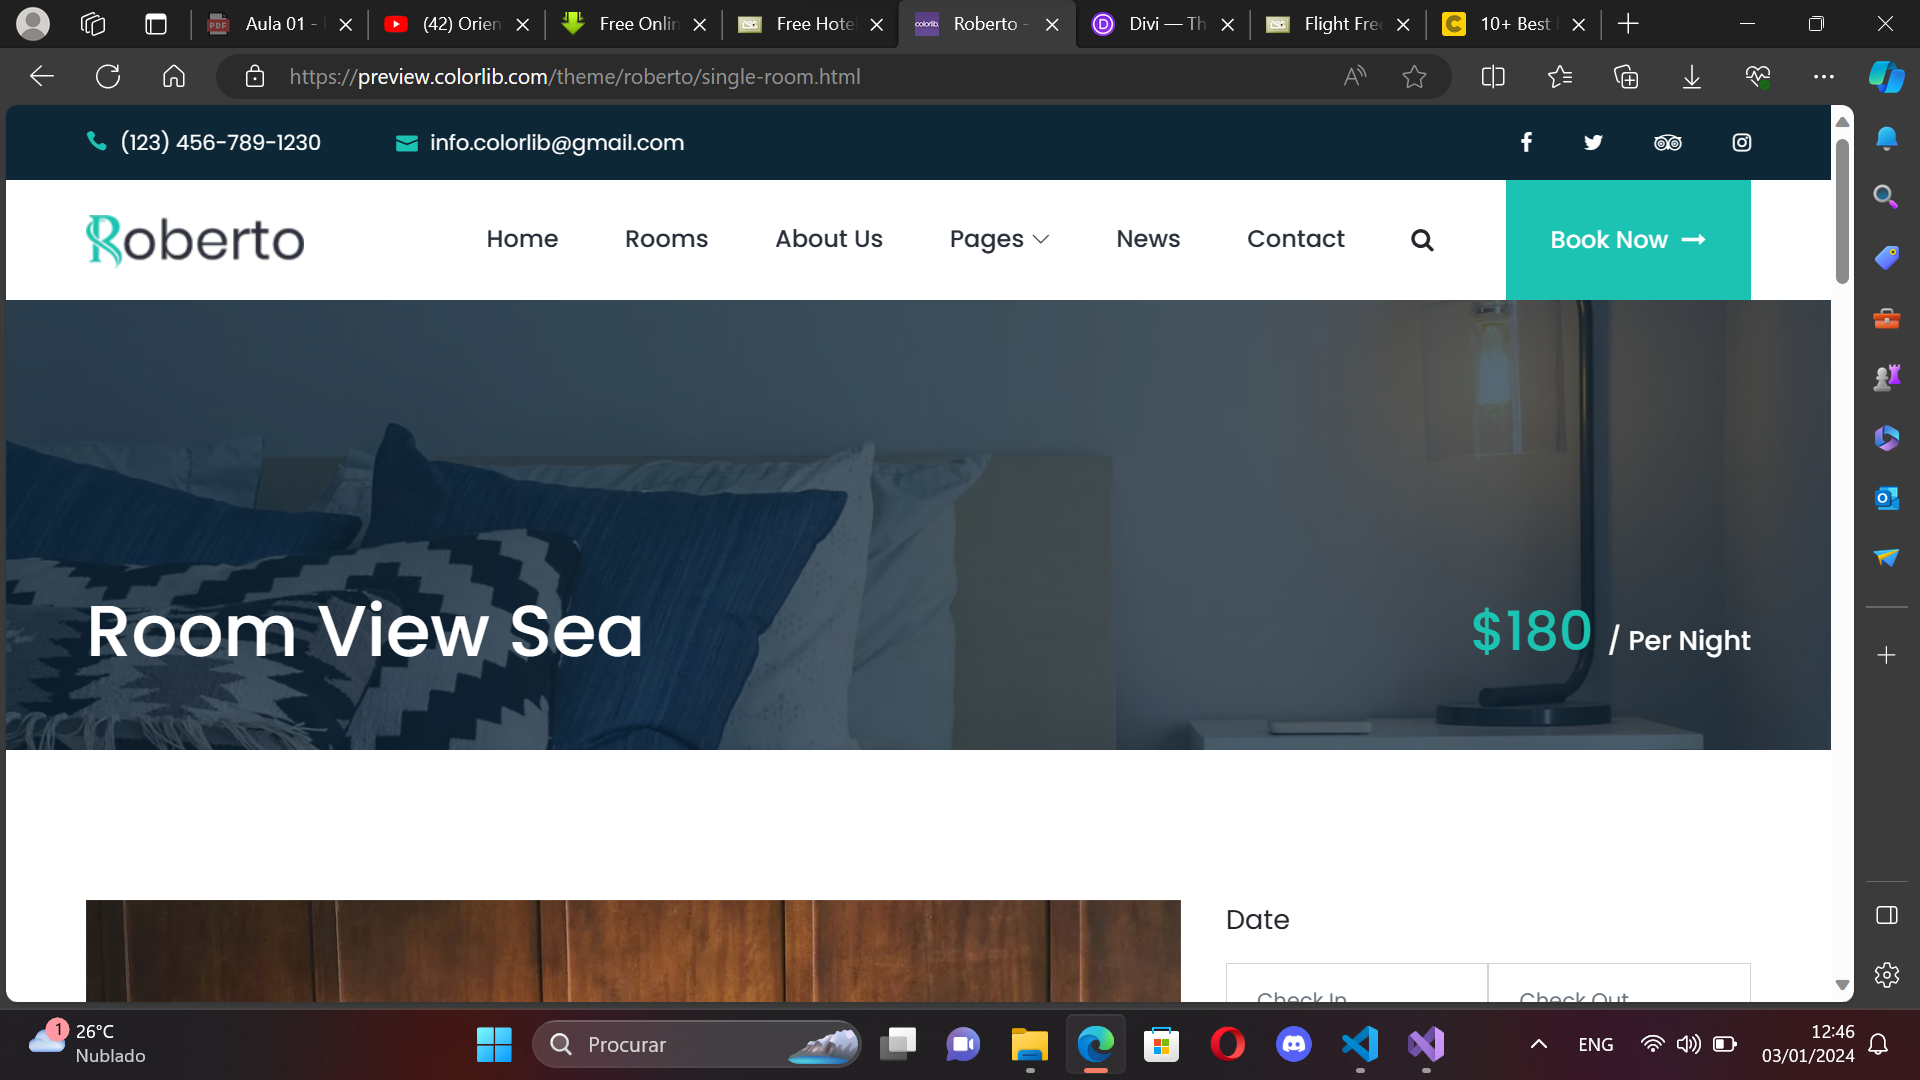 Aula 01 -
(42) Orien
Free Onlin
Free Hote
Roberto -
Divi — Th
Flight Free
10+ Best
https://preview.colorlib.com/theme/roberto/single-room.html
(123) 456-789-1230
info.colorlib@gmail.com
Roberto
Home
Rooms
About Us
Pages
News
Contact
Book Now
Room View Sea
$180 / Per Night
Date
Check In
Check Out
1
26°C
Nublado
Procurar
ENG
12:46
03/01/2024